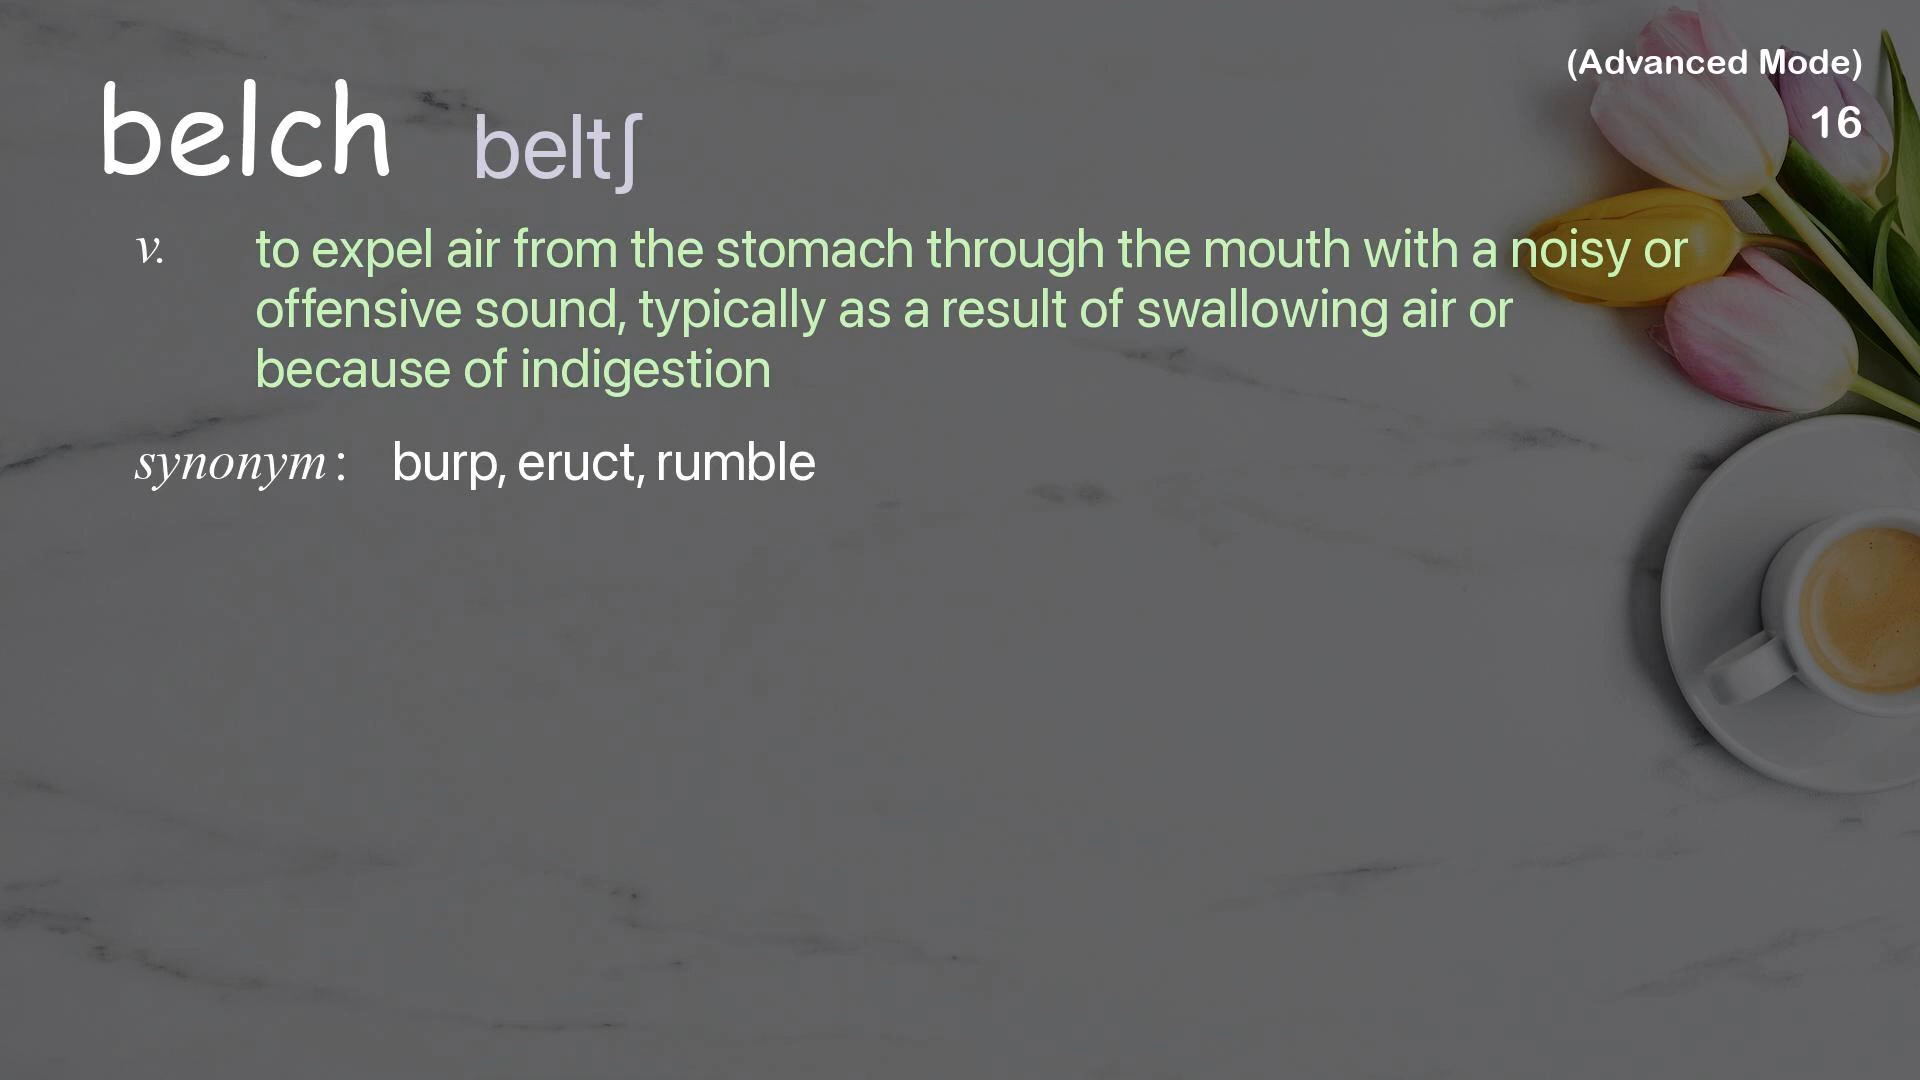 (Advanced Mode)
16
belch beltʃ
v. to expel air from the stomach through the mouth with a noisy or
offensive sound, typically as a result of swallowing air or
because of indigestion
synonym: burp, eruct, rumble